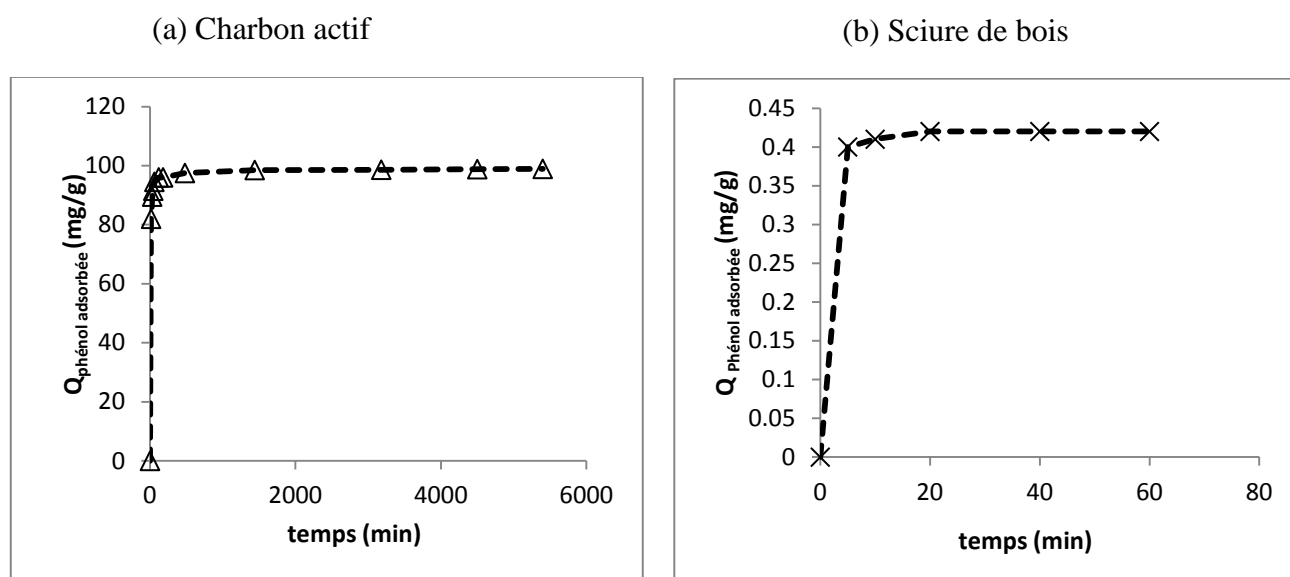 (a) Charbon actif
(b) Sciure de bois
Q phénol adsorbée (mg/g)
120
100
80
60
40
20
0
0 2000 4000 6000
temps (min)
Q Phénol adsorbée (mg/g)
0.45
0.4
0.35
0.3
0.25
0.2
0.15
0.1
0.05
0
0 20 40 60 80
temps (min)